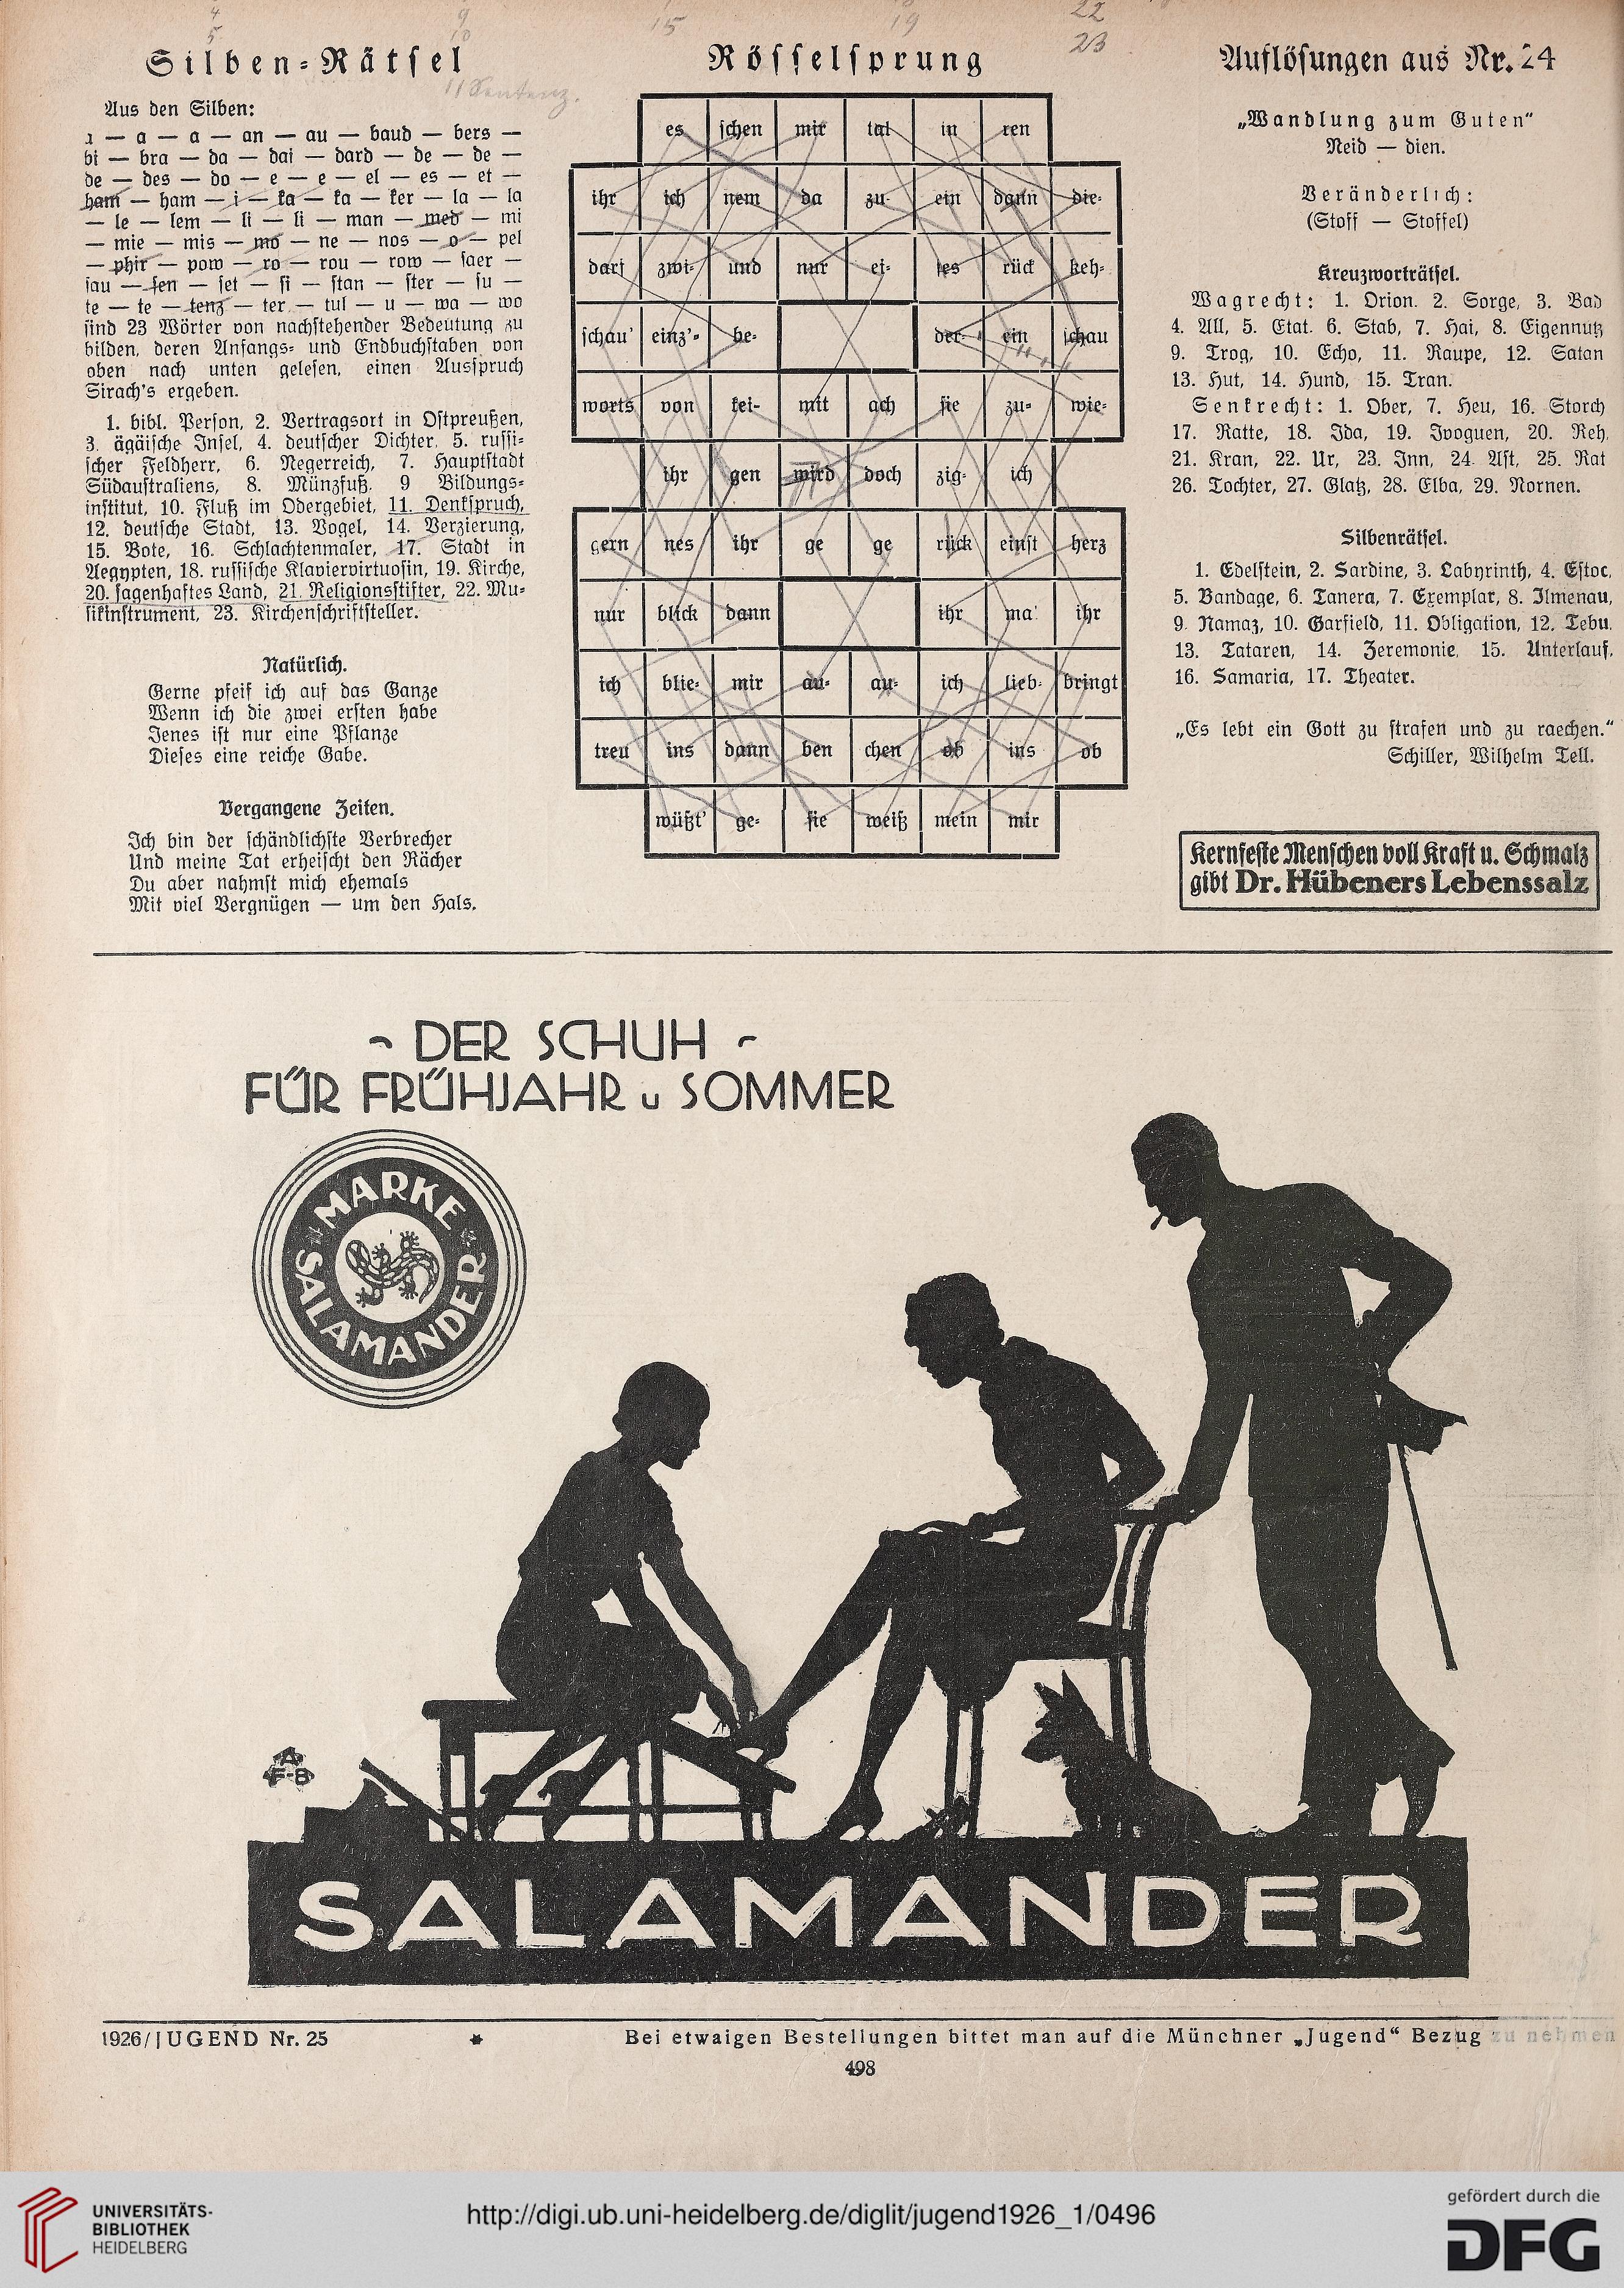 4
5
9
10
15
19
22
23
Silben-Rätsel
11 Sentenz.
Aus den Silben:
a — a — a — an — au — baud — bers —
bi — bra — da — dai — dard — de — de —
de — des — do — e — e — el — es — et —
ham — ham — i — ka — ka — ker — la — la
— le — lem — li — li — man — med — mi
— mie — mis — mo — ne — nos — o — pel
— phir — pow — ro — rou — row — saer —
sau — sen — set — si — stan — ster — su —
te — te — tenz — ter — tul — u — wa — wo
sind 23 Wörter von nachstehender Bedeutung zu
bilden, deren Anfangs- und Endbuchstaben von
oben nach unten gelesen, einen Ausspruch
Sirach's ergeben.
1. bibl. Person, 2. Vertragsort in Ostpreußen,
3. ägäische Insel, 4. deutscher Dichter, 5. russi-
scher Feldherr, 6. Negerreich, 7. Hauptstadt
Südaustraliens, 8. Münzfuß. 9 Bildungs-
institut, 10. Fluß im Odergebiet, 11. Denkspruch,
12. deutsche Stadt, 13. Vogel, 14. Verzierung,
15. Bote, 16. Schlachtenmaler, 17. Stadt in
Aegypten, 18. russische Klaviervirtuosin, 19. Kirche,
20. sagenhaftes Land, 21. Religionsstifter, 22. Mu-
sikinstrument, 23. Kirchenschriftsteller.
Natürlich.
Gerne pfeif ich auf das Ganze
Wenn ich die zwei ersten habe
Jenes ist nur eine Pflanze
Dieses eine reiche Gabe.
Vergangene Zeiten.
Ich bin der schändlichste Verbrecher
Und meine Tat erheischt den Rächer
Du aber nahmst mich ehemals
Mit viel Vergnügen — um den Hals.
Rösselsprung
es schen mir tal in ren
ihr ich nem da zu- ein dann die-
darf zwi- und nur ei- ses rück keh-
schau' einz'- be- der- ein schau
worts von kei- mit ach sie zu- wie-
ihr gen wird doch zig- ich
gern nes ihr ge ge rück einst herz
nur blick dann ihr ma! ihr
ich blie- mir au- au- ich lieb- bringt
treu ins dann ben chen ob ins ob
wüßt' ge- sie weiß mein mir
Auflösungen aus Nr. 24
„Wandlung zum Guten“
Neid — dien.
Veränderlich:
(Stoff — Stoffel)
Kreuzworträtsel.
Wagrecht: 1. Orion. 2. Sorge, 3. Bad
4. All, 5. Etat. 6. Stab, 7. Hai, 8. Eigennutz
9. Trog, 10. Echo, 11. Raupe, 12. Satan
13. Hut, 14. Hund, 15. Tran.
Senkrecht: 1. Ober, 7. Heu, 16. Storch
17. Ratte, 18. Ida, 19. Ivoguen, 20. Reh,
21. Kran, 22. Ur, 23. Inn, 24. Ast, 25. Rat
26. Tochter, 27. Glatz, 28. Elba, 29. Nornen.
Silbenrätsel.
1. Edelstein, 2. Sardine, 3. Labyrinth, 4. Estoc,
5. Bandage, 6. Tanera, 7. Exemplar, 8. Ilmenau,
9. Namaz, 10. Garfield, 11. Obligation, 12. Tebu,
13. Tataren, 14. Zeremonie, 15. Unterlauf,
16. Samaria, 17. Theater.
„Es lebt ein Gott zu strafen und zu raechen.“
Schiller, Wilhelm Tell.
Kernfeste Menschen voll Kraft u. Schmalz
gibt Dr. Hübeners Lebenssalz
DER SCHUH
FÜR FRÜHJAHR u SOMMER
MARKE SALAMANDER
A
F-B
SALAMANDER
1926 / JUGEND Nr. 25 * Bei etwaigen Bestellungen bittet man auf die Münchner „Jugend“ Bezug zu nehmen
498
UNIVERSITÄTS-
BIBLIOTHEK
HEIDELBERG
http://digi.ub.uni-heidelberg.de/diglit/jugend1926_1/0496
gefördert durch die
DFG